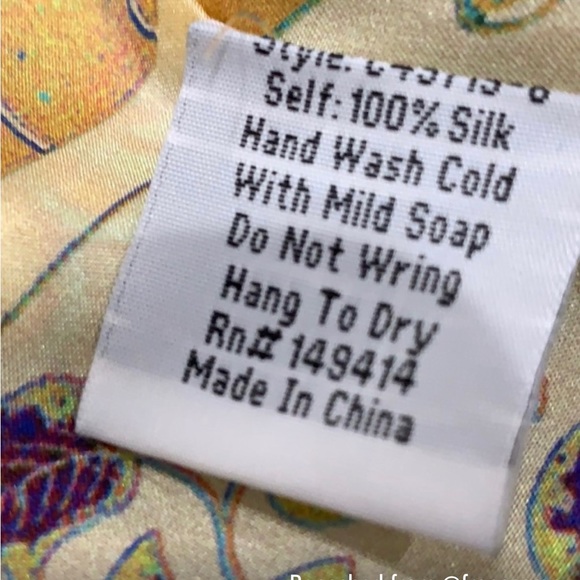 Style:
Self: 100% Silk
Hand Wash Cold
With Mild Soap
Do Not Wring
Hang To Dry
Rn# 149414
Made In China